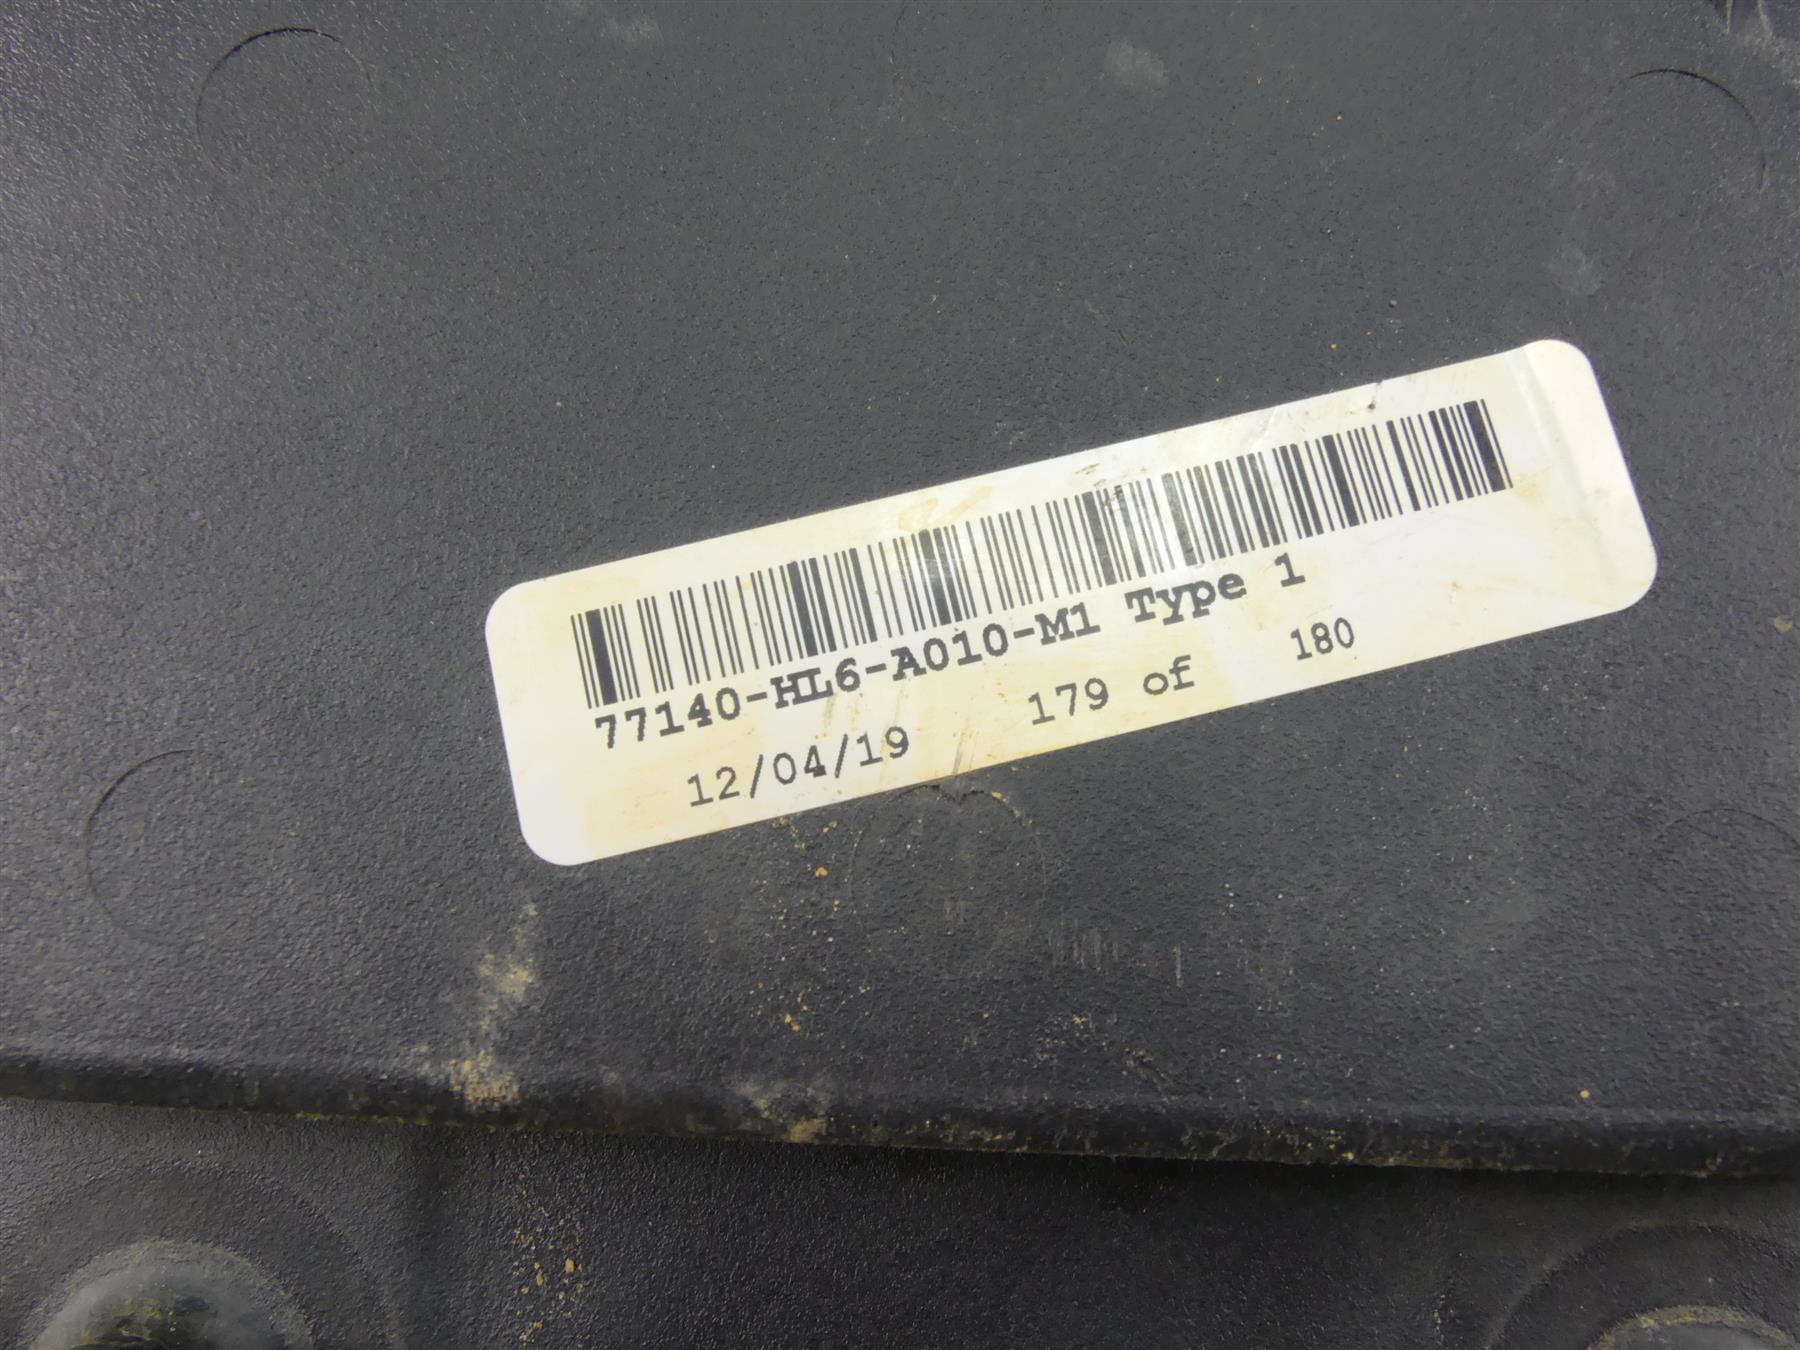 77140-HL6-A010-M1 Type 1
12/04/19 179 of 180